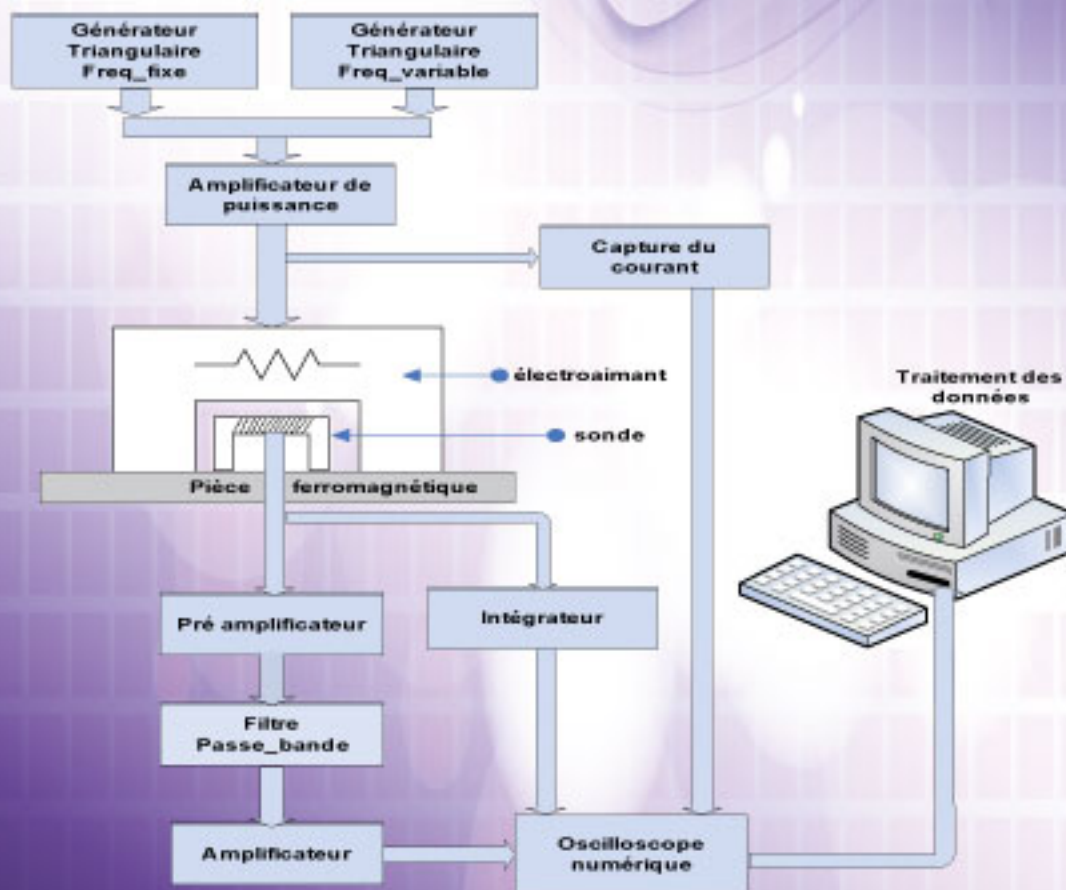 Générateur
Triangulaire
Freq_fixe
Générateur
Triangulaire
Freq_variable
Amplificateur de
puissance
Capture du
courant
électroaimant
sonde
Traitement des
données
Pièce ferromagnétique
Pré amplificateur
Intégrateur
Filtre
Passe_bande
Amplificateur
Oscilloscope
numérique